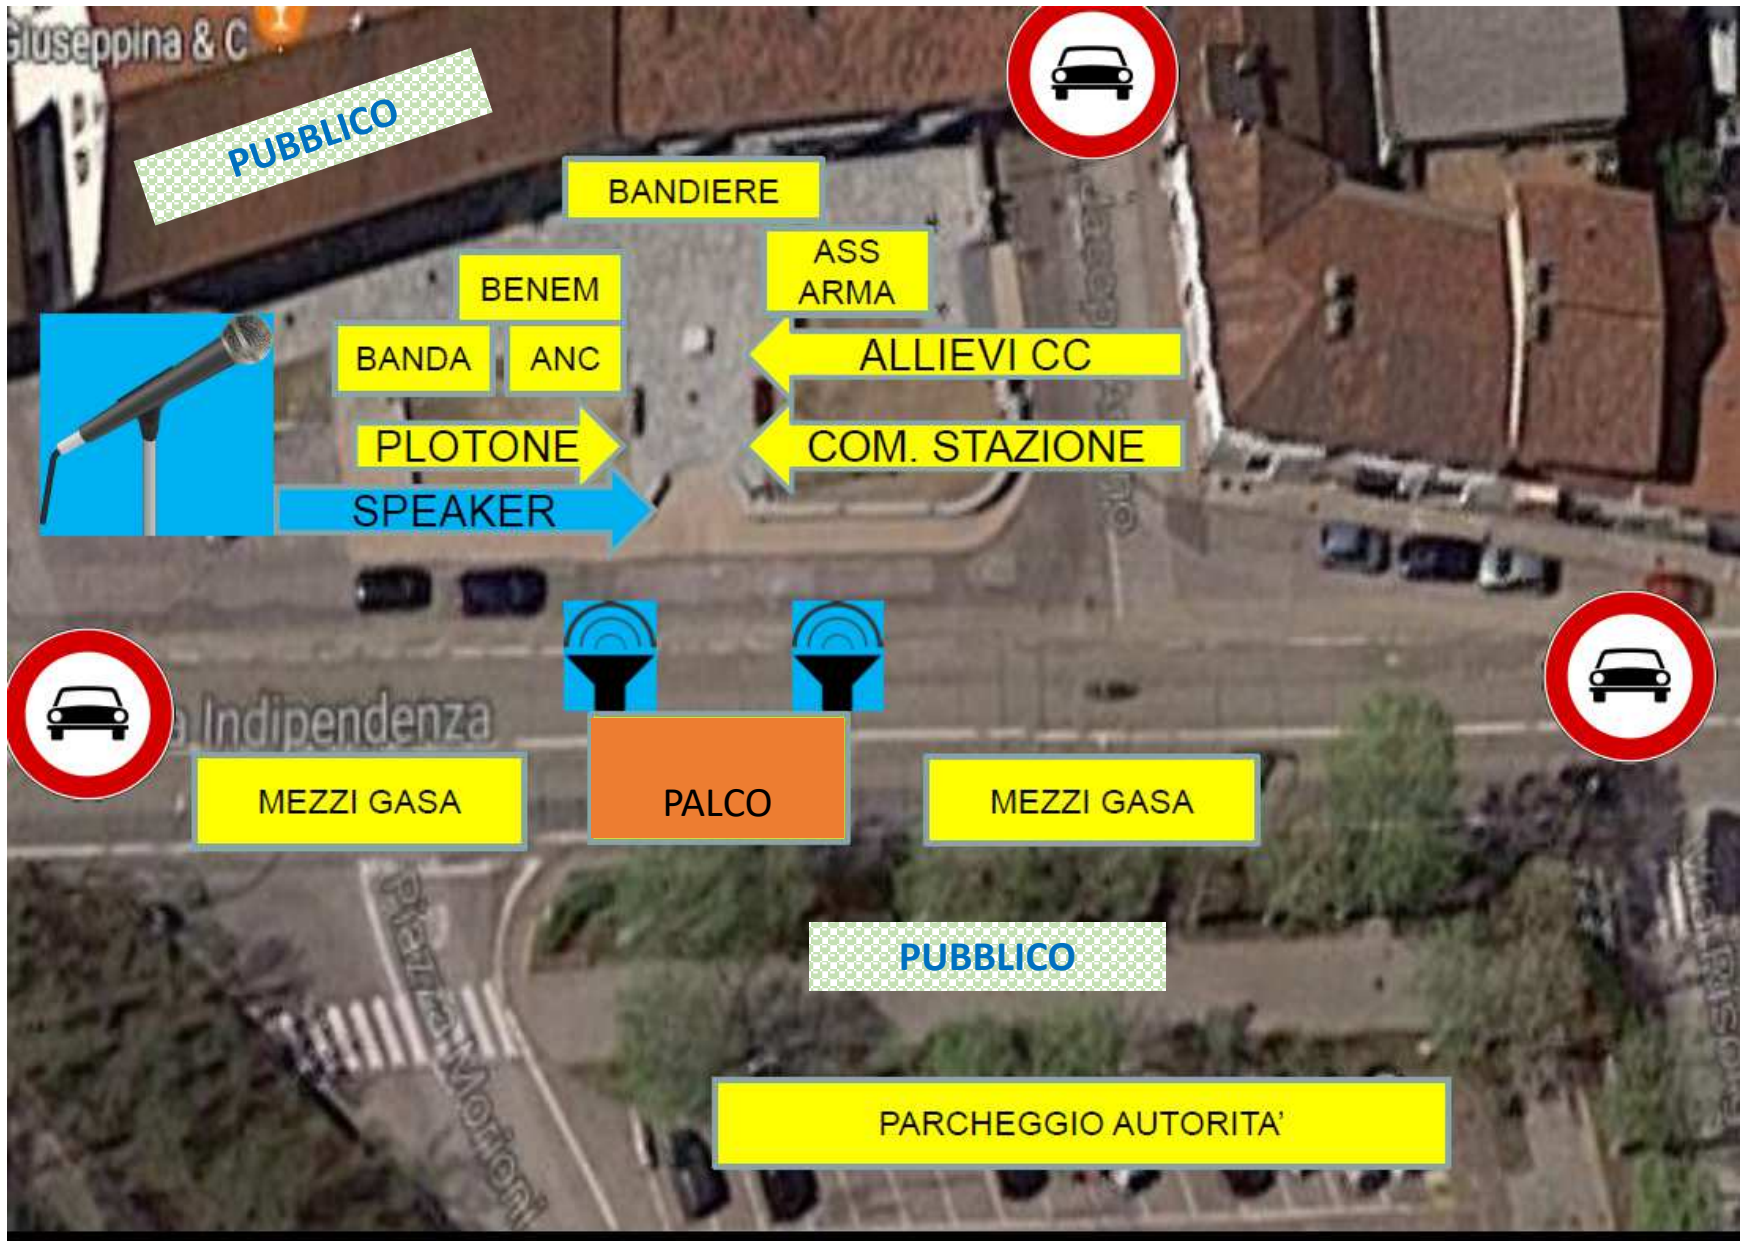 Giuseppina & C
PUBBLICO
BANDIERE
ASS
ARMA
BENEM
BANDA
ANC
ALLIEVI CC
PLOTONE
COM. STAZIONE
SPEAKER
a Indipendenza
MEZZI GASA
PALCO
MEZZI GASA
PUBBLICO
Piazza Morioni
PARCHEGGIO AUTORITA’